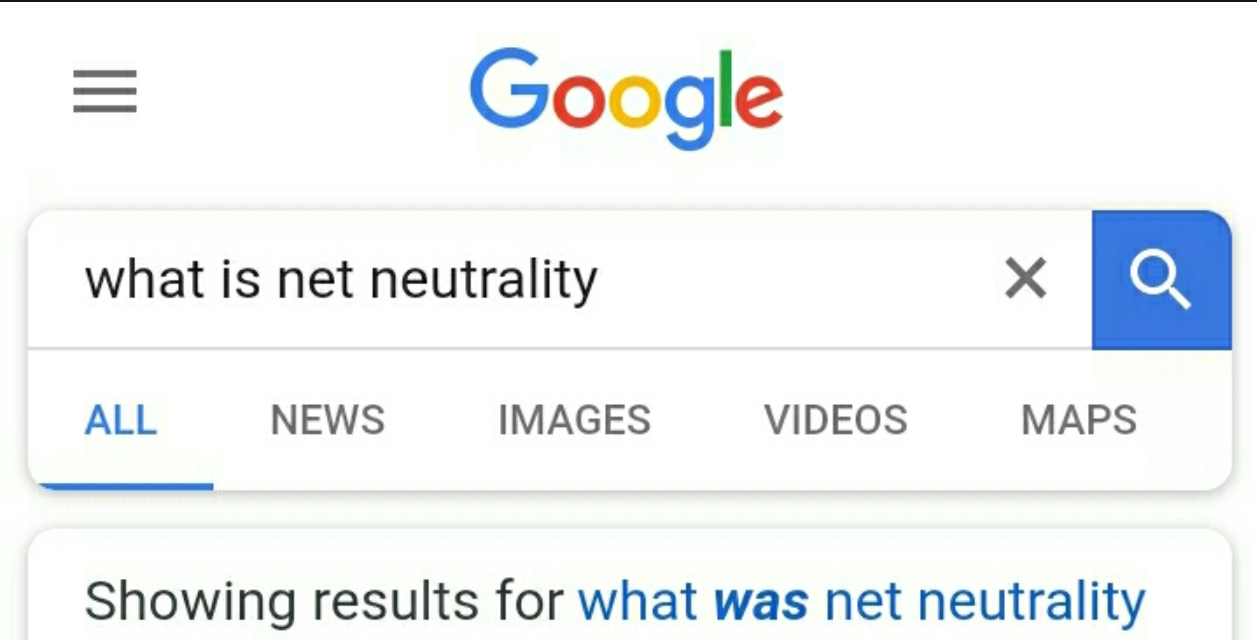 Google
what is net neutrality
ALL NEWS IMAGES VIDEOS MAPS
Showing results for what was net neutrality